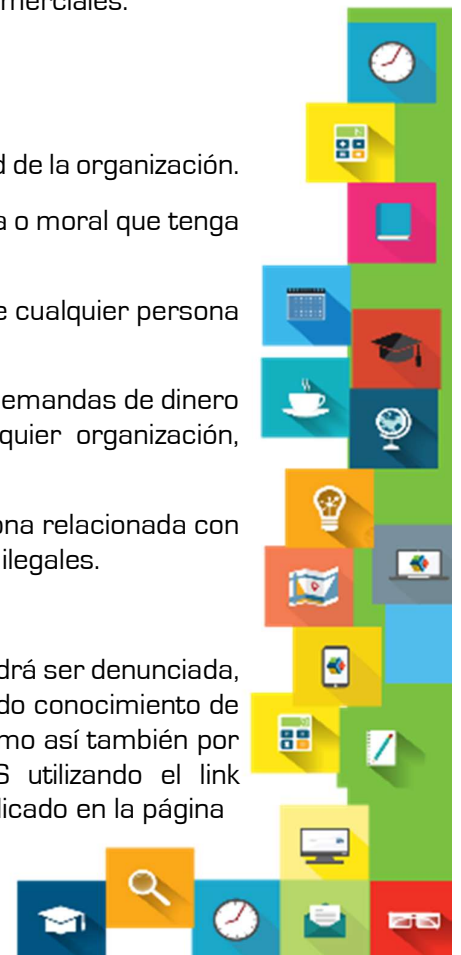 merciales.
d de la organización.
a o moral que tenga
e cualquier persona
demandas de dinero
quier organización,
ona relacionada con
ilegales.
drá ser denunciada,
do conocimiento de
mo así también por
S utilizando el link
licado en la página